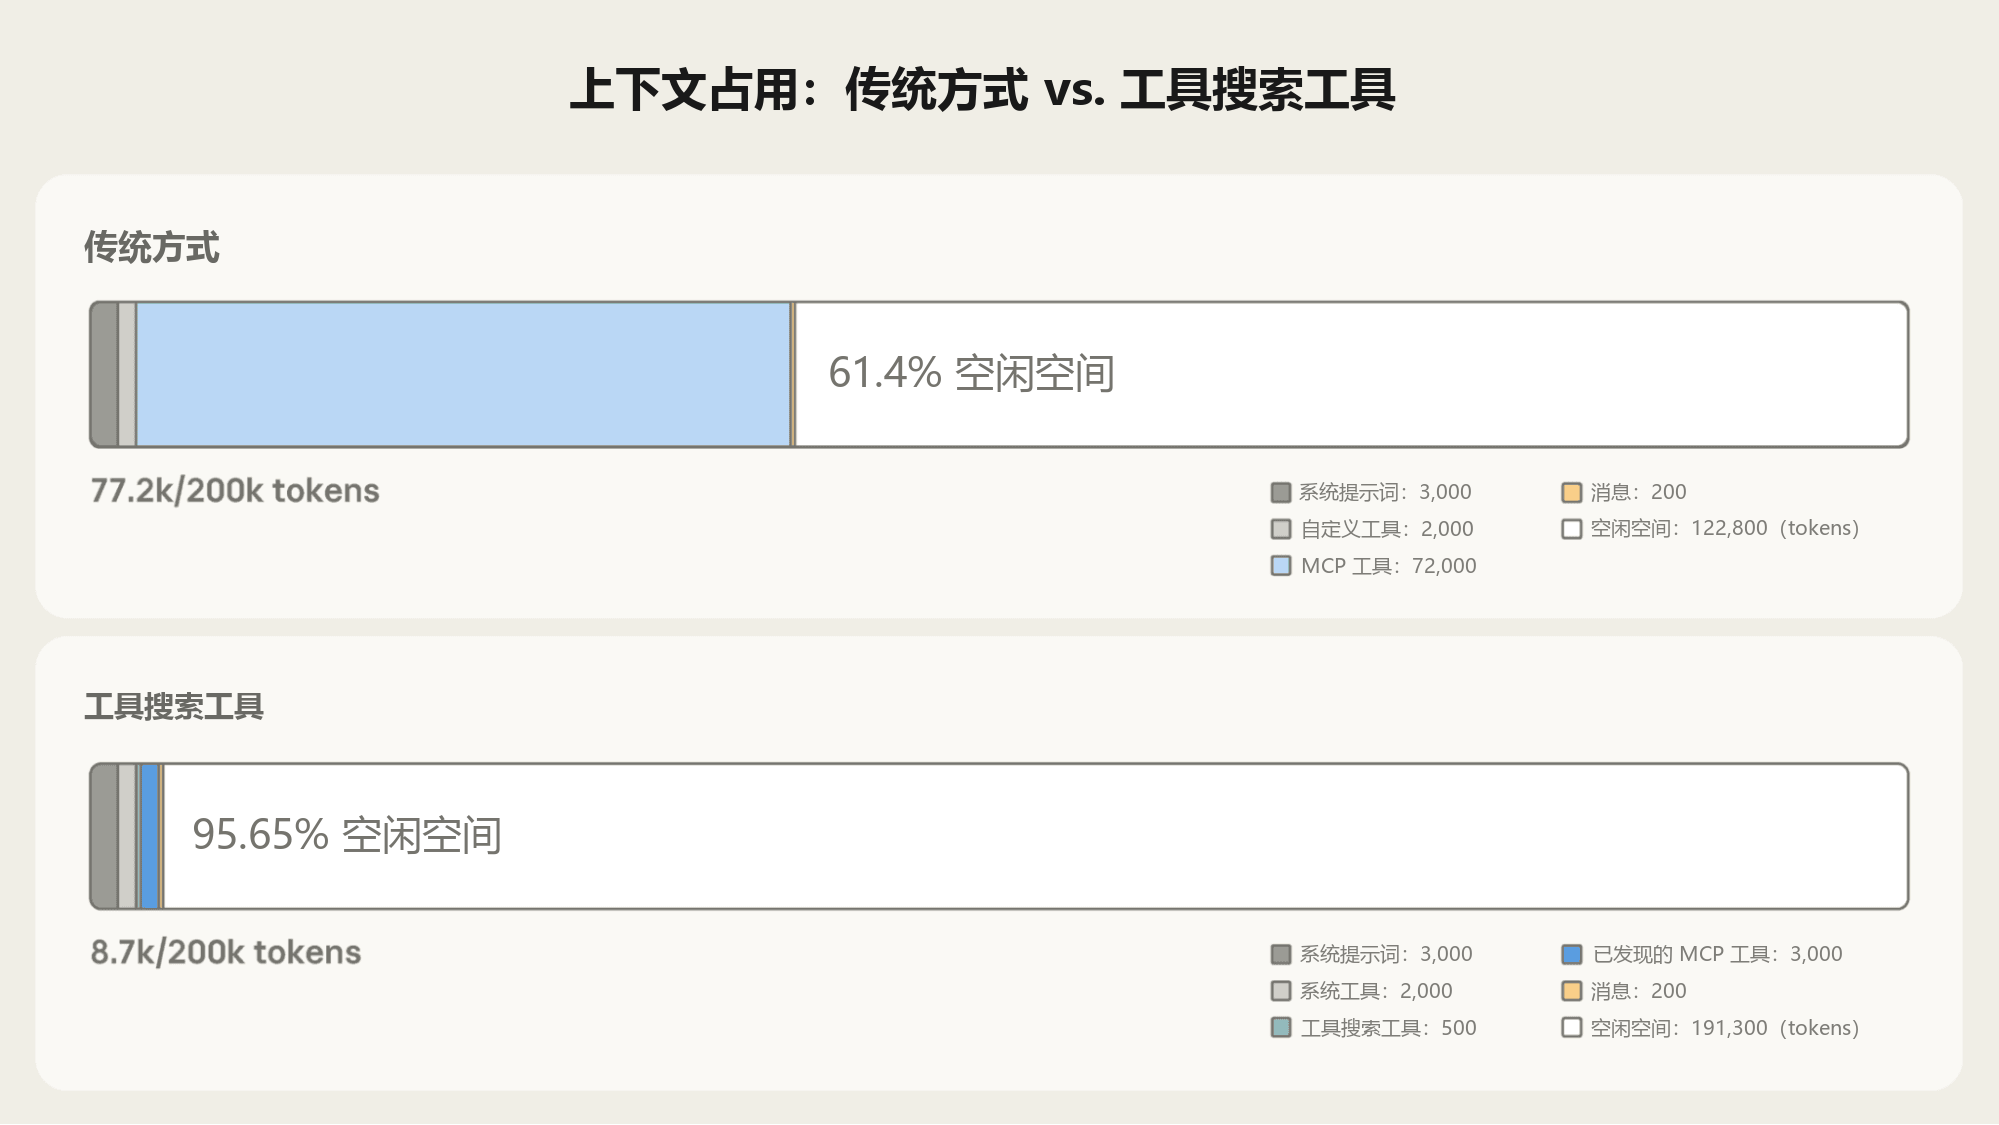 上下文占用：传统方式 vs. 工具搜索工具
传统方式
61.4% 空闲空间
77.2k/200k tokens
系统提示词：3,000
自定义工具：2,000
MCP 工具：72,000
消息：200
空闲空间：122,800（tokens）
工具搜索工具
95.65% 空闲空间
8.7k/200k tokens
系统提示词：3,000
系统工具：2,000
工具搜索工具：500
已发现的 MCP 工具：3,000
消息：200
空闲空间：191,300（tokens）